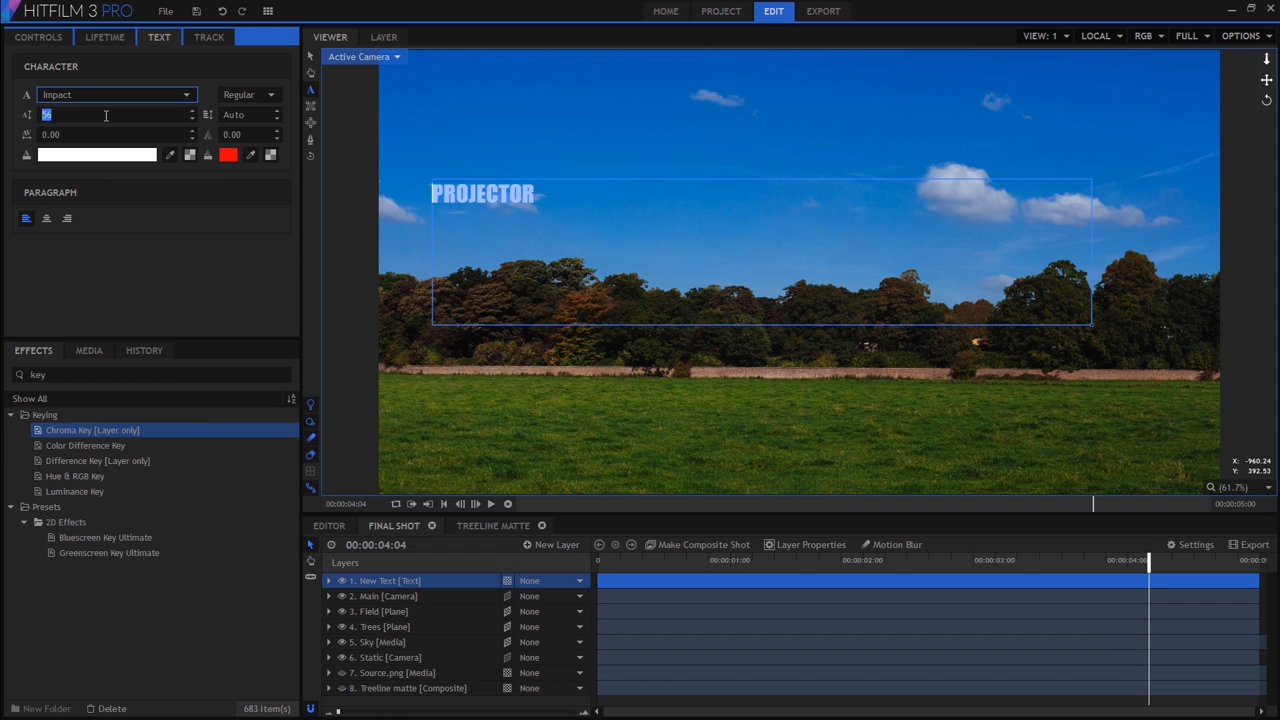 HITFILM 3 PRO File HOME PROJECT EDIT EXPORT
CONTROLS LIFETIME TEXT TRACK VIEWER LAYER VIEW: 1 LOCAL RGB FULL OPTIONS
CHARACTER
Active Camera
Impact Regular
56 Auto
0.00 0.00
PARAGRAPH
PROJECTOR
EFFECTS MEDIA HISTORY
key
Show All
Keying
Chroma Key [Layer only]
Color Difference Key
Difference Key [Layer only]
Hue & RGB Key
Luminance Key
Presets
2D Effects
Bluescreen Key Ultimate
Greenscreen Key Ultimate
New Folder Delete 683 Item(s)
X: -960.24
Y: 392.53
(61.7%)
00:00:04:04 00:00:05:00
EDITOR FINAL SHOT TREELINE MATTE
00:00:04:04 New Layer Make Composite Shot Layer Properties Motion Blur Settings Export
Layers 0 00:00:01:00 00:00:02:00 00:00:03:00 00:00:04:00
1. New Text [Text] None
2. Main [Camera] None
3. Field [Plane] None
4. Trees [Plane] None
5. Sky [Media] None
6. Static [Camera] None
7. Source.png [Media] None
8. Treeline matte [Composite] None